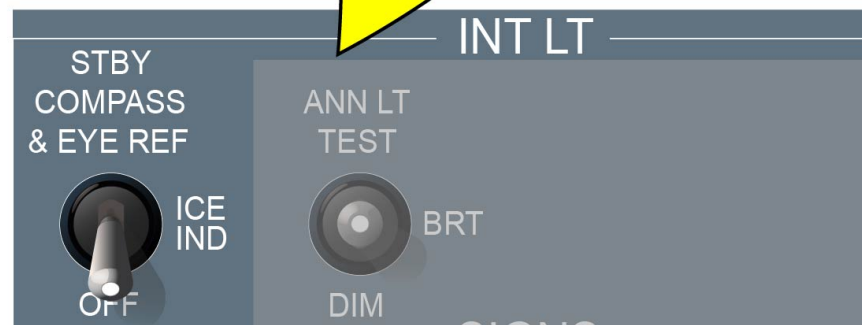 INT LT
STBY
COMPASS
& EYE REF
ICE
IND
OFF
ANN LT
TEST
BRT
DIM